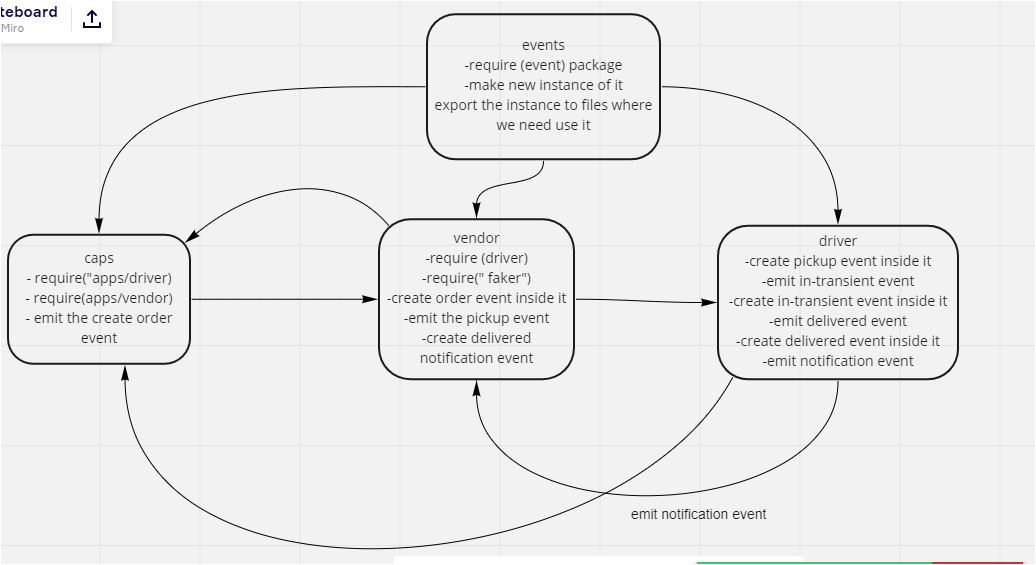 teboard
Miro
events
-require (event) package
-make new instance of it
export the instance to files where
we need use it
caps
- require("apps/driver)
- require(apps/vendor)
- emit the create order
event
vendor
-require (driver)
-require(" faker")
-create order event inside it
-emit the pickup event
-create delivered
notification event
driver
-create pickup event inside it
-emit in-transient event
-create in-transient event inside it
-emit delivered event
-create delivered event inside it
-emit notification event
emit notification event